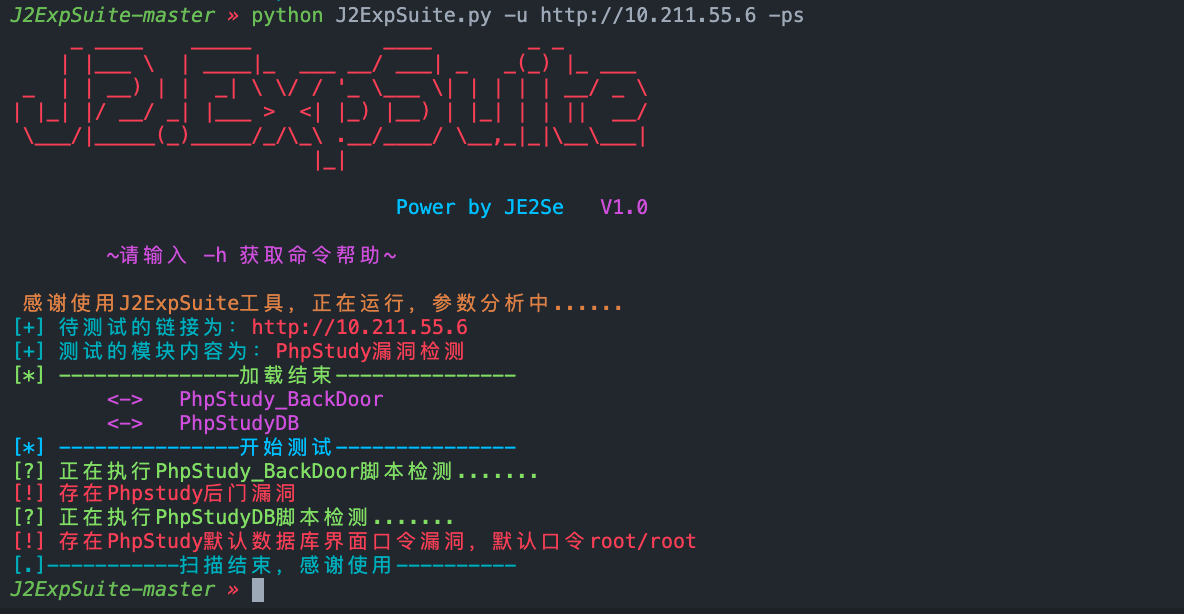 J2ExpSuite-master » python J2ExpSuite.py -u http://10.211.55.6 -ps
J2.ExpSuite
Power by JE2Se V1.0
~请输入 -h 获取命令帮助~
感谢使用J2ExpSuite工具, 正在运行, 参数分析中......
[+] 待测试的链接为: http://10.211.55.6
[+] 测试的模块内容为: PhpStudy漏洞检测
[*] ---------------加载结束---------------
<-> PhpStudy_BackDoor
<-> PhpStudyDB
[*] ---------------开始测试---------------
[?] 正在执行PhpStudy_BackDoor脚本检测.......
[!] 存在Phpstudy后门漏洞
[?] 正在执行PhpStudyDB脚本检测.......
[!] 存在PhpStudy默认数据库界面口令漏洞, 默认口令root/root
[.]-----------扫描结束, 感谢使用----------
J2ExpSuite-master »